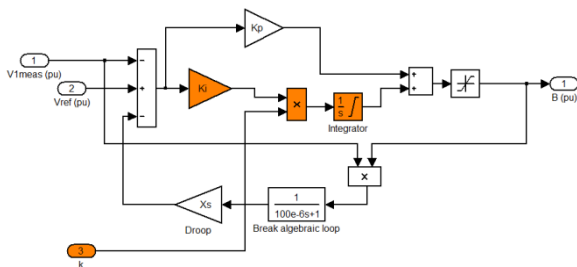 Kp
1
V1meas (pu)
−
2
Vref (pu)
+
−
Ki
×
1
s
Integrator
+
+
1
B (pu)
×
Xs
Droop
1
100e-6s+1
Break algebraic loop
3
k